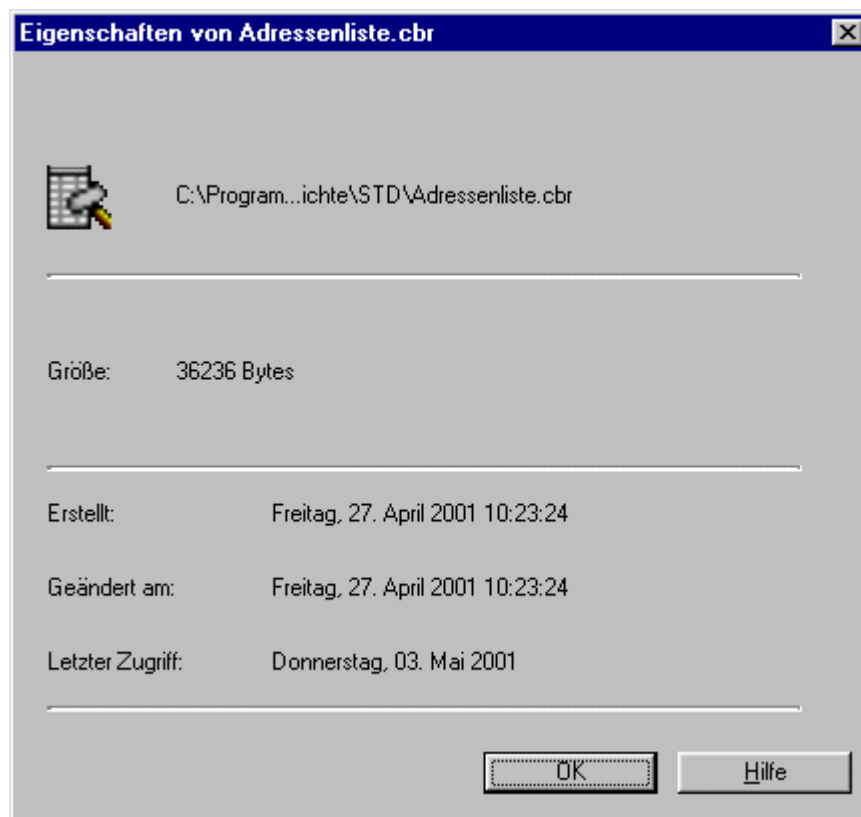 Eigenschaften von Adressenliste.cbr
C:\Program...ichte\STD\Adressenliste.cbr
Größe: 36236 Bytes
Erstellt: Freitag, 27. April 2001 10:23:24
Geändert am: Freitag, 27. April 2001 10:23:24
Letzter Zugriff: Donnerstag, 03. Mai 2001
OK Hilfe